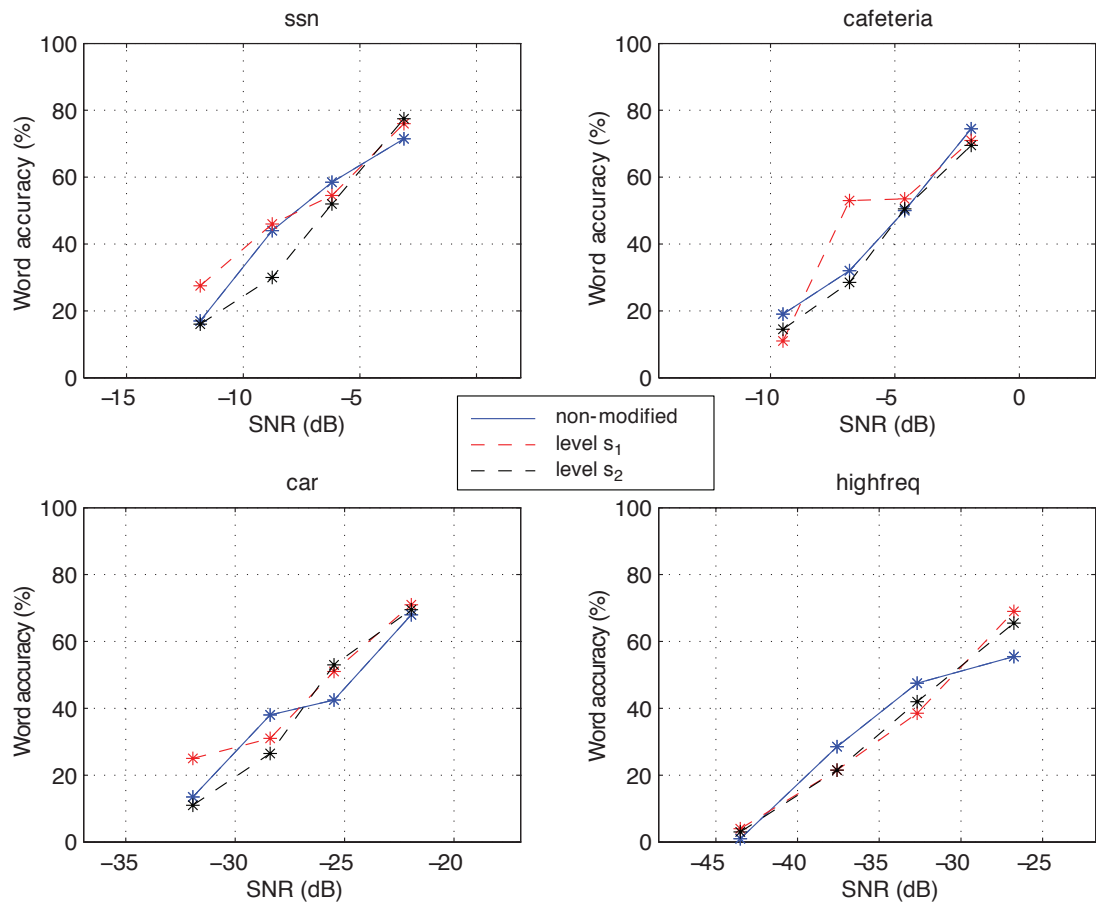 ssn
100
80
60
40
20
0
Word accuracy (%)
−15 −10 −5
SNR (dB)
cafeteria
100
80
60
40
20
0
Word accuracy (%)
−10 −5 0
SNR (dB)
non-modified
level s1
level s2
car
100
80
60
40
20
0
Word accuracy (%)
−35 −30 −25 −20
SNR (dB)
highfreq
100
80
60
40
20
0
Word accuracy (%)
−45 −40 −35 −30 −25
SNR (dB)